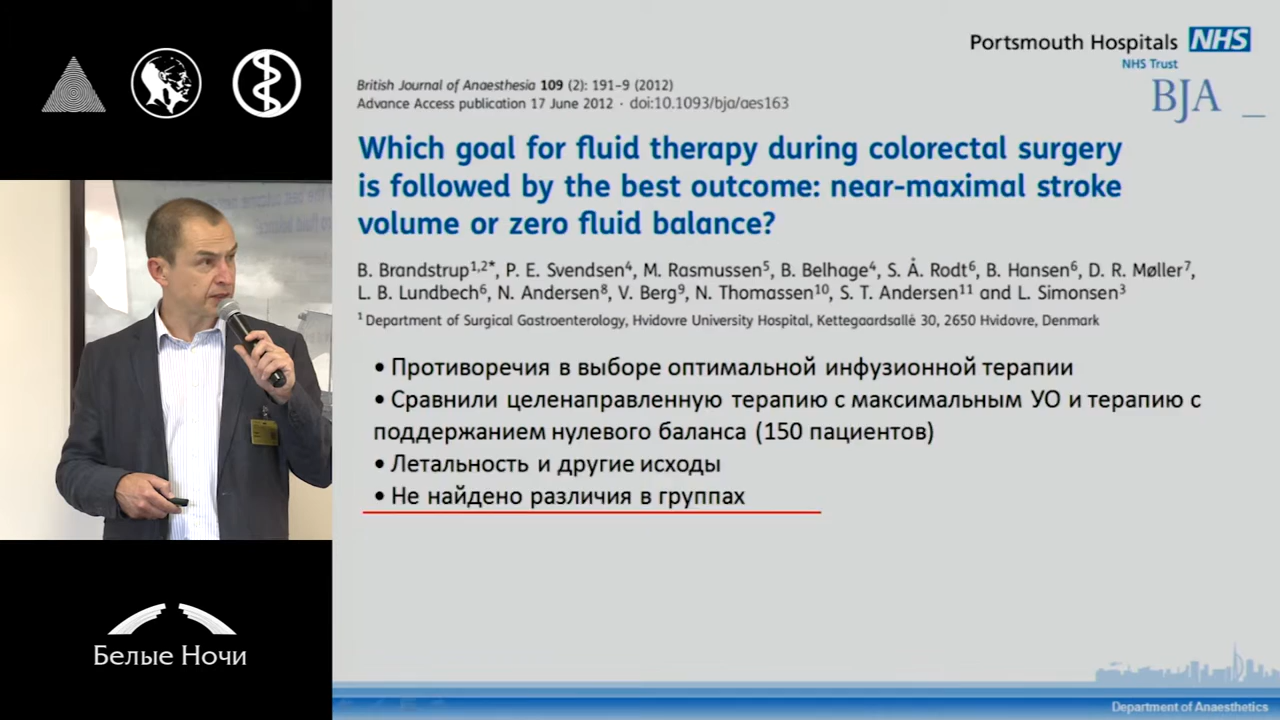 Portsmouth Hospitals NHS
NHS Trust
British Journal of Anaesthesia 109 (2): 191–9 (2012)
Advance Access publication 17 June 2012 · doi:10.1093/bja/aes163
BJA
Which goal for fluid therapy during colorectal surgery
is followed by the best outcome: near-maximal stroke
volume or zero fluid balance?
B. Brandstrup1,2*, P. E. Svendsen4, M. Rasmussen5, B. Belhage4, S. Å. Rodt6, B. Hansen6, D. R. Møller7,
L. B. Lundbech6, N. Andersen8, V. Berg9, N. Thomassen10, S. T. Andersen11 and L. Simonsen3
1 Department of Surgical Gastroenterology, Hvidovre University Hospital, Kettegaardsallé 30, 2650 Hvidovre, Denmark
• Противоречия в выборе оптимальной инфузионной терапии
• Сравнили целенаправленную терапию с максимальным УО и терапию с
поддержанием нулевого баланса (150 пациентов)
• Летальность и другие исходы
• Не найдено различия в группах
Белые Ночи
Department of Anaesthetics